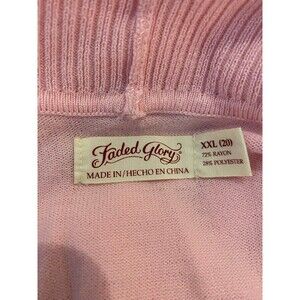 Faded Glory®
MADE IN/HECHO EN CHINA
XXL (20)
72% RAYON
28% POLYESTER